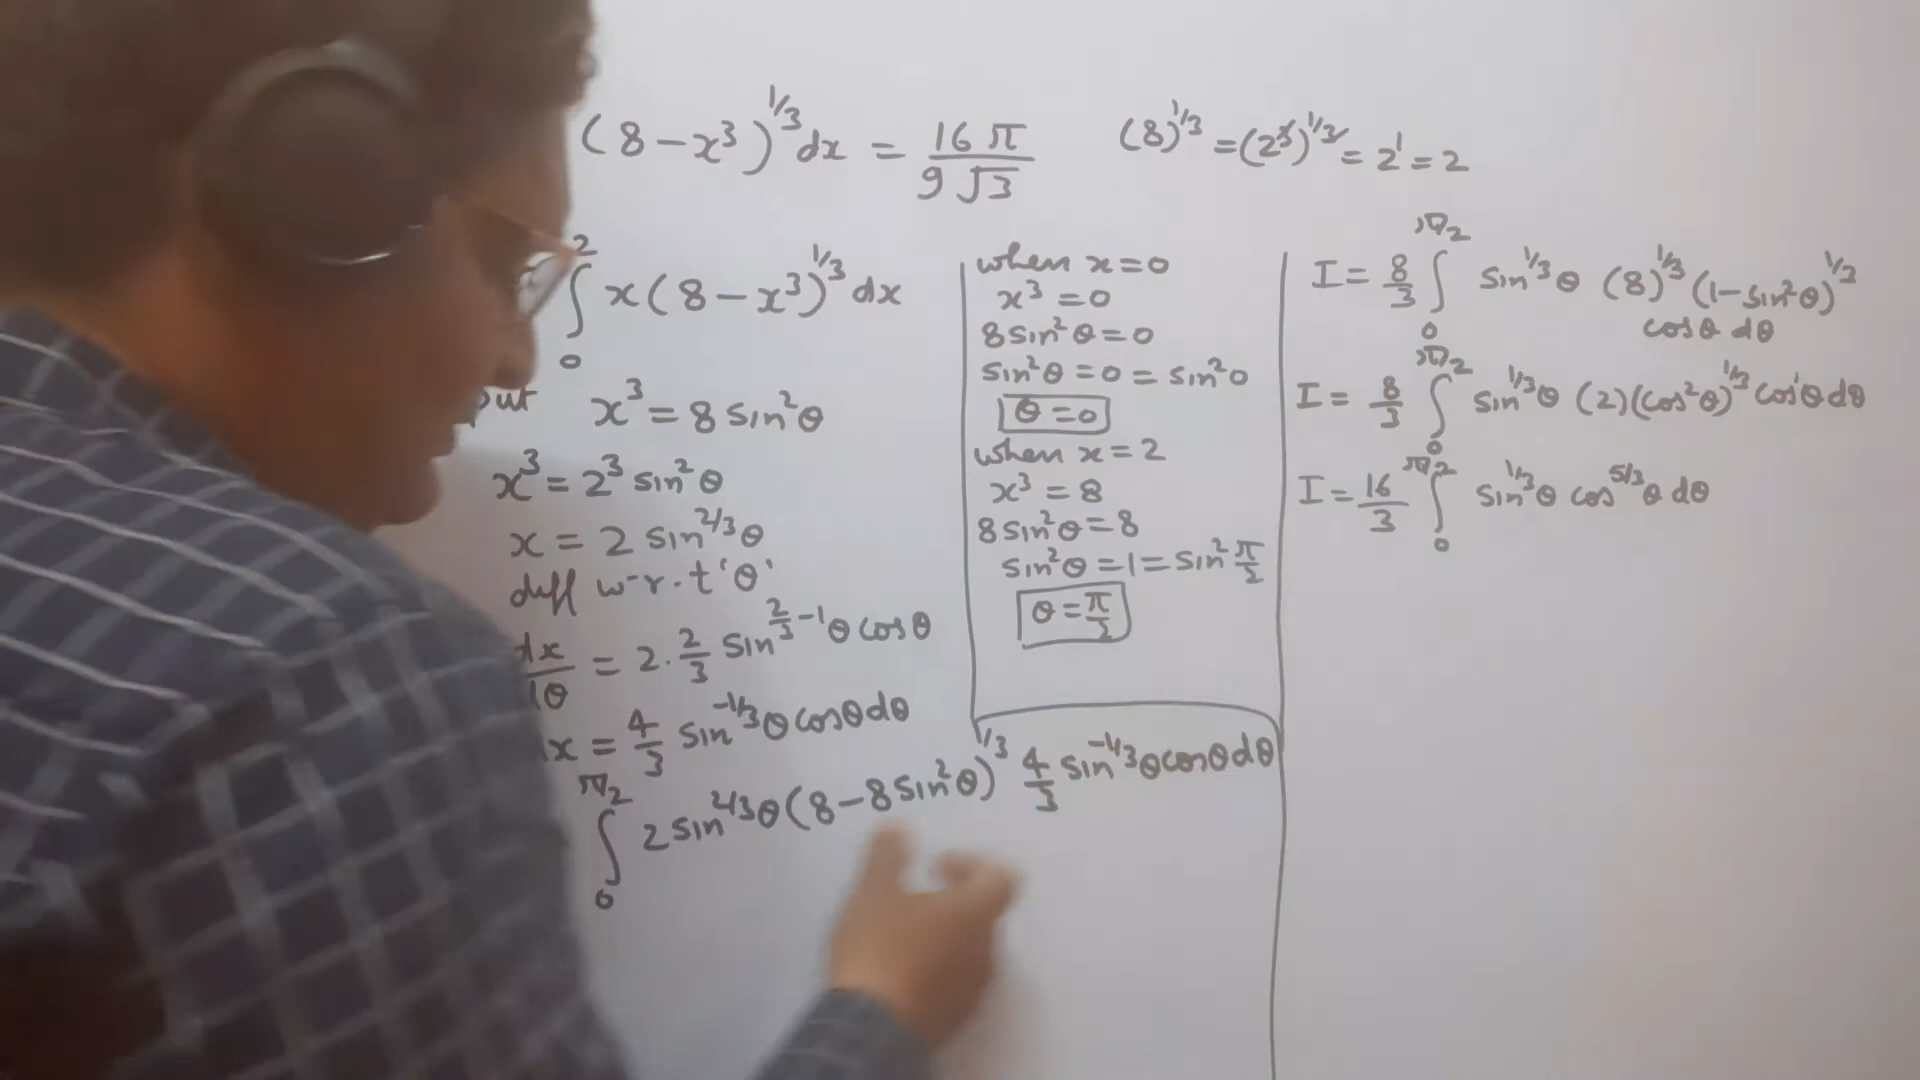 (8-x³)^1/3 dx = 16π/9√3
(8)^1/3 = (2³)^1/3 = 2¹ = 2
∫₀² x(8-x³)^1/3 dx
put x³ = 8 sin²θ
x³ = 2³ sin²θ
x = 2 sin^2/3 θ
diff w.r.t 'θ'
dx/dθ = 2 . 2/3 sin^2/3-1 θ cosθ
dx = 4/3 sin^-1/3 θ cosθ dθ
∫₀^π/2 2 sin^2/3 θ (8-8 sin²θ)^1/3 4/3 sin^-1/3 θ cosθ dθ
when x=0
x³ = 0
8 sin²θ = 0
sin²θ = 0 = sin²0
θ = 0
when x = 2
x³ = 8
8 sin²θ = 8
sin²θ = 1 = sin² π/2
θ = π/2
I = 8/3 ∫₀^π/2 sin^1/3 θ (8)^1/3 (1-sin²θ)^1/3
cosθ dθ
I = 8/3 ∫₀^π/2 sin^1/3 θ (2)(cos²θ)^1/3 cos¹θ dθ
I = 16/3 ∫₀^π/2 sin^1/3 θ cos^5/3 θ dθ